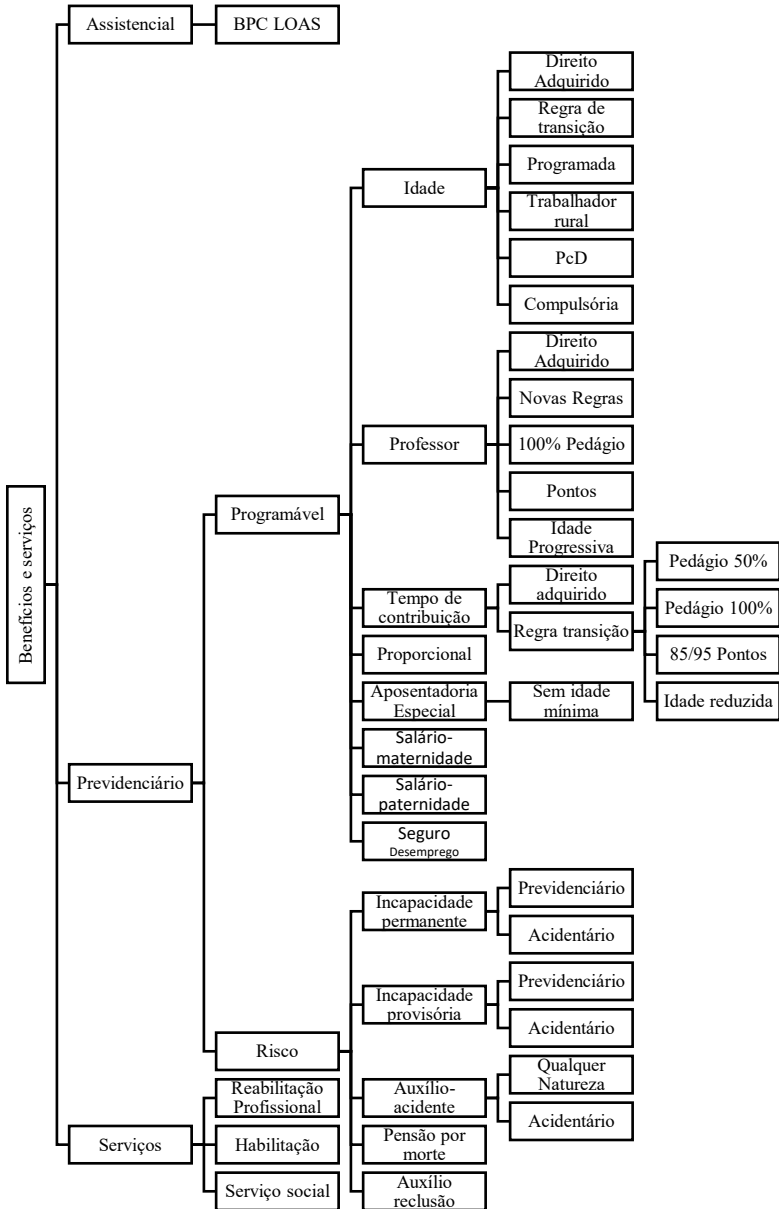 Assistencial
BPC LOAS
Direito
Adquirido
Regra de
transição
Idade
Programada
Trabalhador
rural
PcD
Compulsória
Direito
Adquirido
Novas Regras
Professor
100% Pedágio
Pontos
Idade
Progressiva
Benefícios e serviços
Programável
Tempo de
contribuição
Direito
adquirido
Regra transição
Pedágio 50%
Pedágio 100%
85/95 Pontos
Idade reduzida
Proporcional
Aposentadoria
Especial
Sem idade
mínima
Salário-
maternidade
Previdenciário
Salário-
paternidade
Seguro
Desemprego
Incapacidade
permanente
Previdenciário
Acidentário
Incapacidade
provisória
Previdenciário
Acidentário
Risco
Auxílio-
acidente
Qualquer
Natureza
Acidentário
Pensão por
morte
Auxílio
reclusão
Serviços
Reabilitação
Profissional
Habilitação
Serviço social